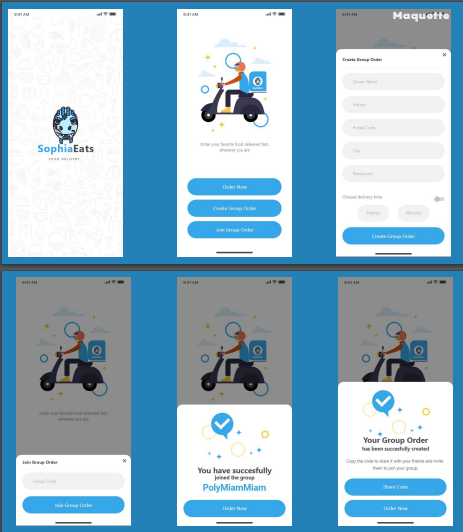 9:41 AM
SophiaEats
FOOD DELIVERY
9:41 AM
Order your favorite food delivered fast,
wherever you are
Order Now
Create Group Order
Join Group Order
Maquette
9:41 AM
Create Group Order
Group Name
Adress
Postal Code
City
Restaurant
Choose delivery time
Hours
Minutes
Create Group Order
9:41 AM
Order your favorite food delivered fast,
wherever you are
Join Group Order
Group Code
Join Group Order
9:41 AM
You have succesfully
joined the group
PolyMiamMiam
Order Now
9:41 AM
Your Group Order
has been succesfully created
Copy the code to share it with your friends and invite
them to join your group.
Share Code
Order Now